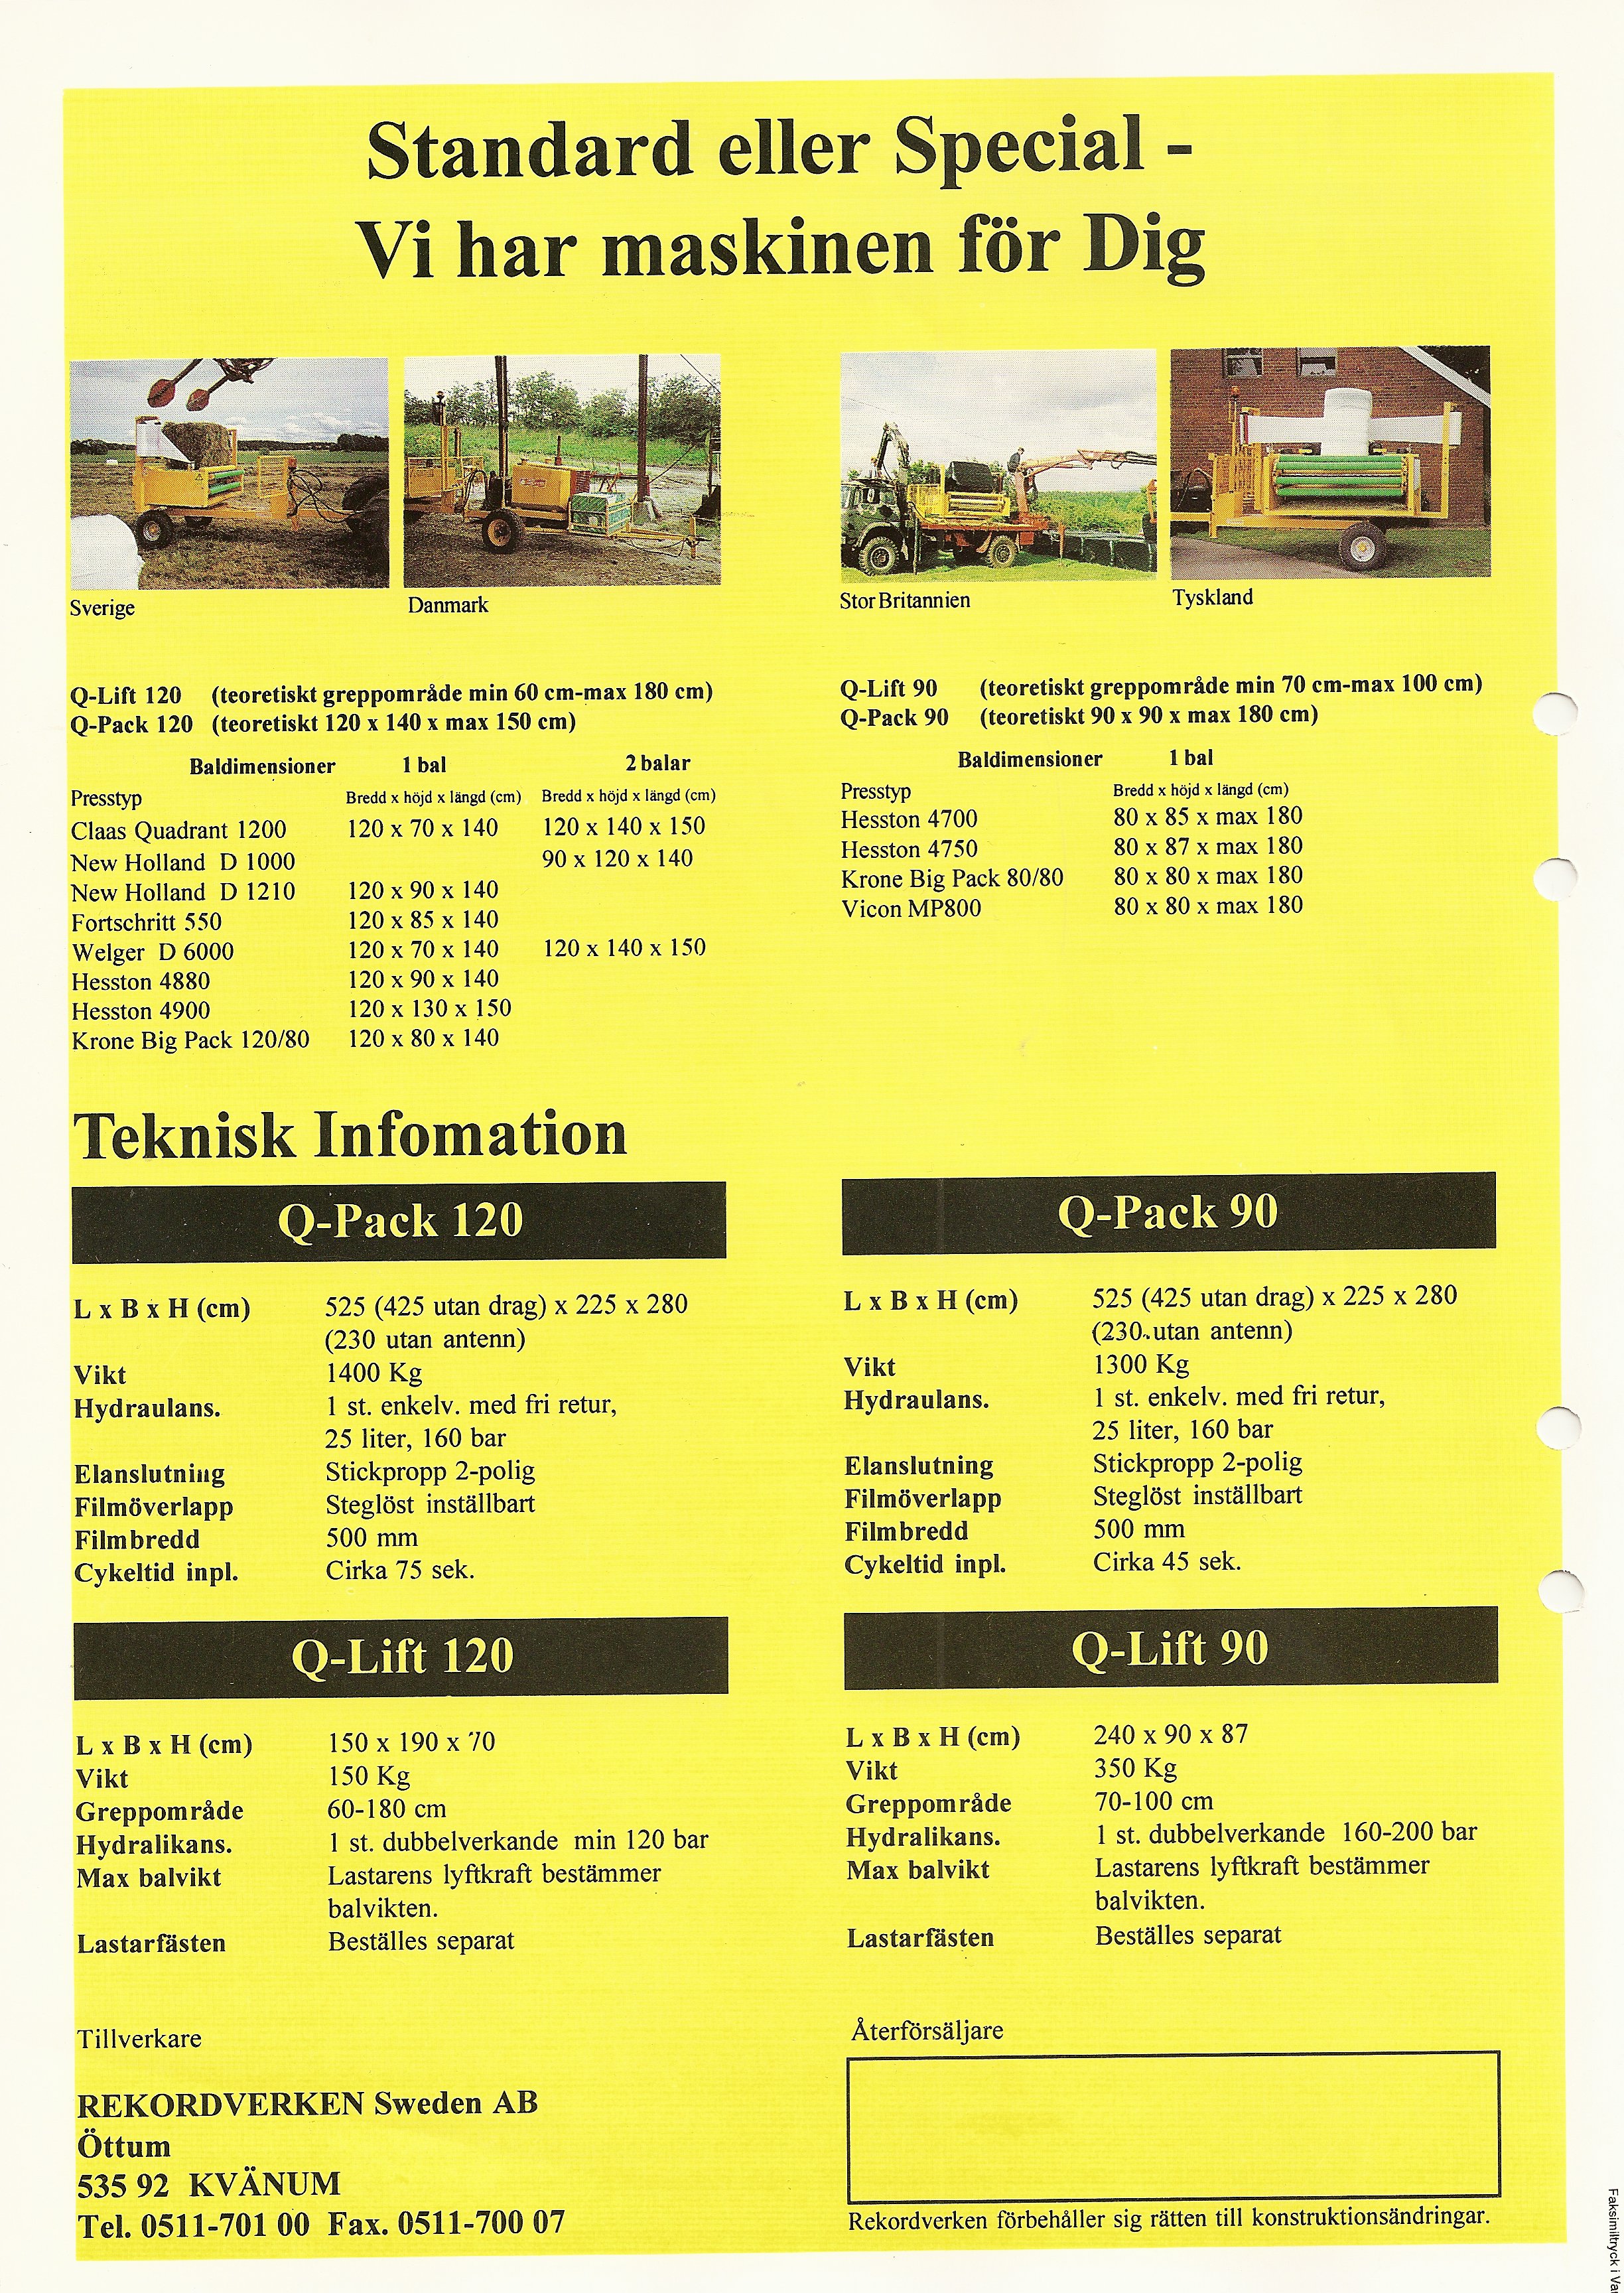 Standard eller Special -
Vi har maskinen för Dig
Sverige
Danmark
Stor Britannien
Tyskland
Q-Lift 120 (teoretiskt greppområde min 60 cm-max 180 cm)
Q-Pack 120 (teoretiskt 120 x 140 x max 150 cm)
Baldimensioner 1 bal 2 balar
Presstyp Bredd x höjd x längd (cm) Bredd x höjd x längd (cm)
Claas Quadrant 1200 120 x 70 x 140 120 x 140 x 150
New Holland D 1000 90 x 120 x 140
New Holland D 1210 120 x 90 x 140
Fortschritt 550 120 x 85 x 140
Welger D 6000 120 x 70 x 140 120 x 140 x 150
Hesston 4880 120 x 90 x 140
Hesston 4900 120 x 130 x 150
Krone Big Pack 120/80 120 x 80 x 140
Q-Lift 90 (teoretiskt greppområde min 70 cm-max 100 cm)
Q-Pack 90 (teoretiskt 90 x 90 x max 180 cm)
Baldimensioner 1 bal
Presstyp Bredd x höjd x längd (cm)
Hesston 4700 80 x 85 x max 180
Hesston 4750 80 x 87 x max 180
Krone Big Pack 80/80 80 x 80 x max 180
Vicon MP800 80 x 80 x max 180
Teknisk Infomation
Q-Pack 120
L x B x H (cm) 525 (425 utan drag) x 225 x 280
(230 utan antenn)
Vikt 1400 Kg
Hydraulans. 1 st. enkelv. med fri retur,
25 liter, 160 bar
Elanslutning Stickpropp 2-polig
Filmöverlapp Steglöst inställbart
Filmbredd 500 mm
Cykeltid inpl. Cirka 75 sek.
Q-Pack 90
L x B x H (cm) 525 (425 utan drag) x 225 x 280
(230 utan antenn)
Vikt 1300 Kg
Hydraulans. 1 st. enkelv. med fri retur,
25 liter, 160 bar
Elanslutning Stickpropp 2-polig
Filmöverlapp Steglöst inställbart
Filmbredd 500 mm
Cykeltid inpl. Cirka 45 sek.
Q-Lift 120
L x B x H (cm) 150 x 190 x 70
Vikt 150 Kg
Greppområde 60-180 cm
Hydralikans. 1 st. dubbelverkande min 120 bar
Max balvikt Lastarens lyftkraft bestämmer
balvikten.
Lastarfästen Beställes separat
Q-Lift 90
L x B x H (cm) 240 x 90 x 87
Vikt 350 Kg
Greppområde 70-100 cm
Hydralikans. 1 st. dubbelverkande 160-200 bar
Max balvikt Lastarens lyftkraft bestämmer
balvikten.
Lastarfästen Beställes separat
Tillverkare
REKORDVERKEN Sweden AB
Öttum
535 92 KVÄNUM
Tel. 0511-701 00 Fax. 0511-700 07
Återförsäljare
Rekordverken förbehåller sig rätten till konstruktionsändringar.
Faksimiltryck i